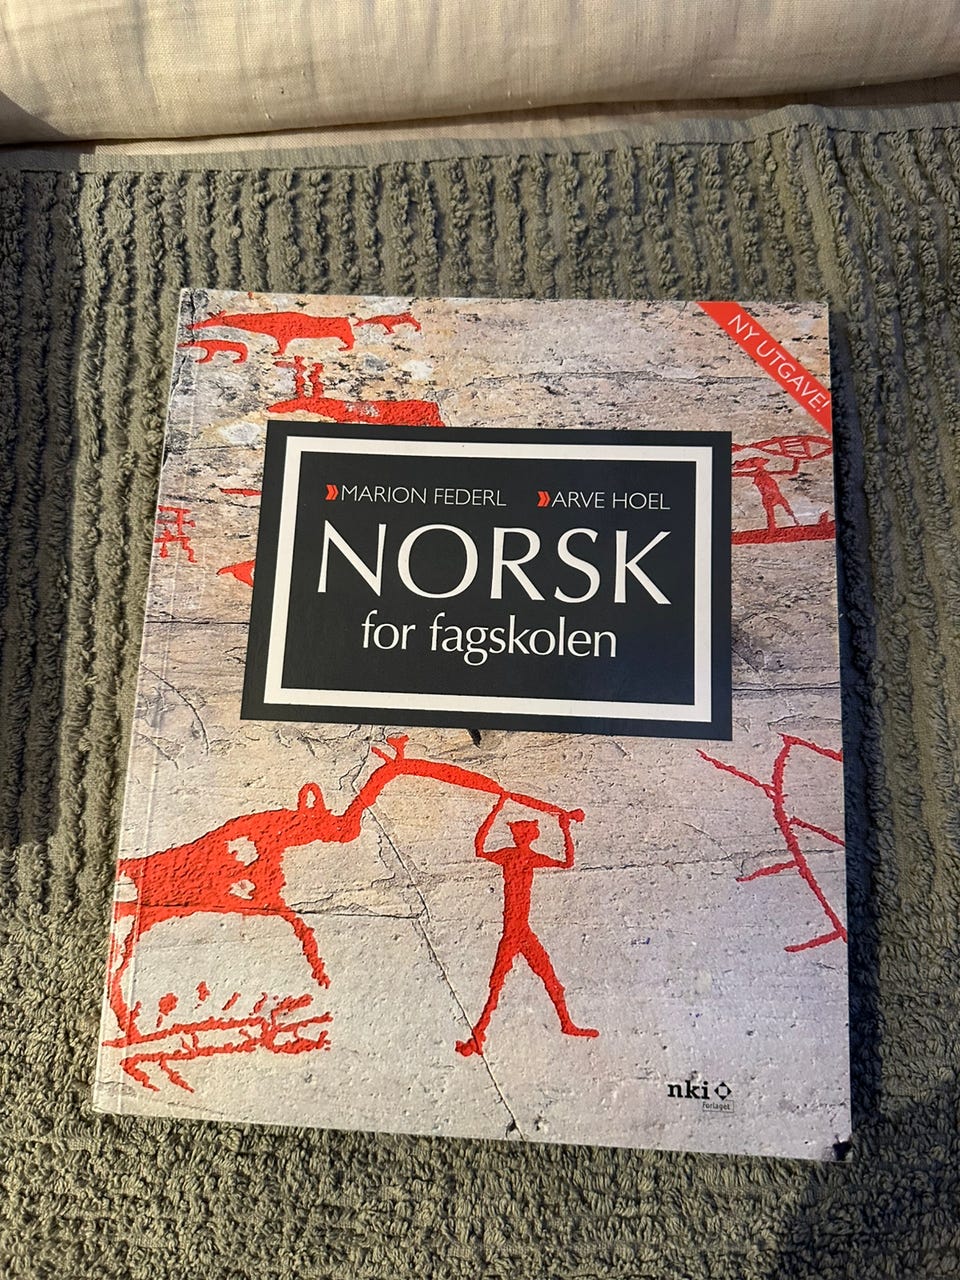 NY UTGAVE!
MARION FEDERL ARVE HOEL
NORSK
for fagskolen
nki
Forlaget